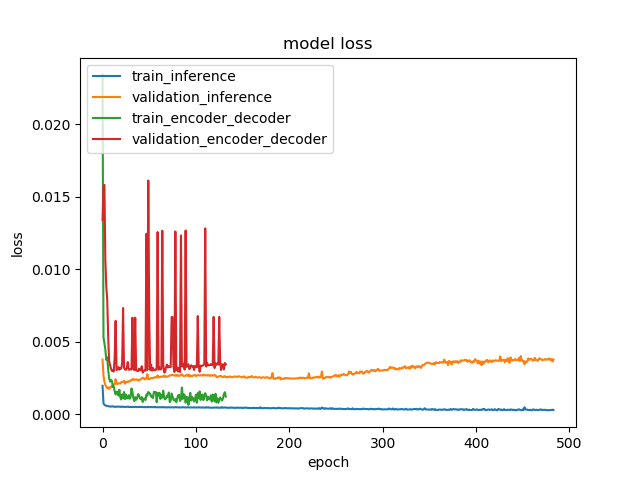 model loss
train_inference
validation_inference
train_encoder_decoder
validation_encoder_decoder
loss
0.020
0.015
0.010
0.005
0.000
0 100 200 300 400 500
epoch